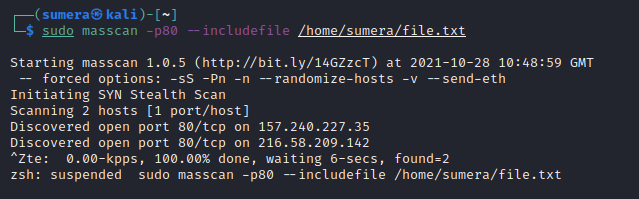 ┌──(sumera㉿kali)-[~]
└─$ sudo masscan -p80 --includefile /home/sumera/file.txt
Starting masscan 1.0.5 (http://bit.ly/14GZzcT) at 2021-10-28 10:48:59 GMT
 -- forced options: -sS -Pn -n --randomize-hosts -v --send-eth
Initiating SYN Stealth Scan
Scanning 2 hosts [1 port/host]
Discovered open port 80/tcp on 157.240.227.35
Discovered open port 80/tcp on 216.58.209.142
^Zte:  0.00-kpps, 100.00% done, waiting 6-secs, found=2
zsh: suspended  sudo masscan -p80 --includefile /home/sumera/file.txt